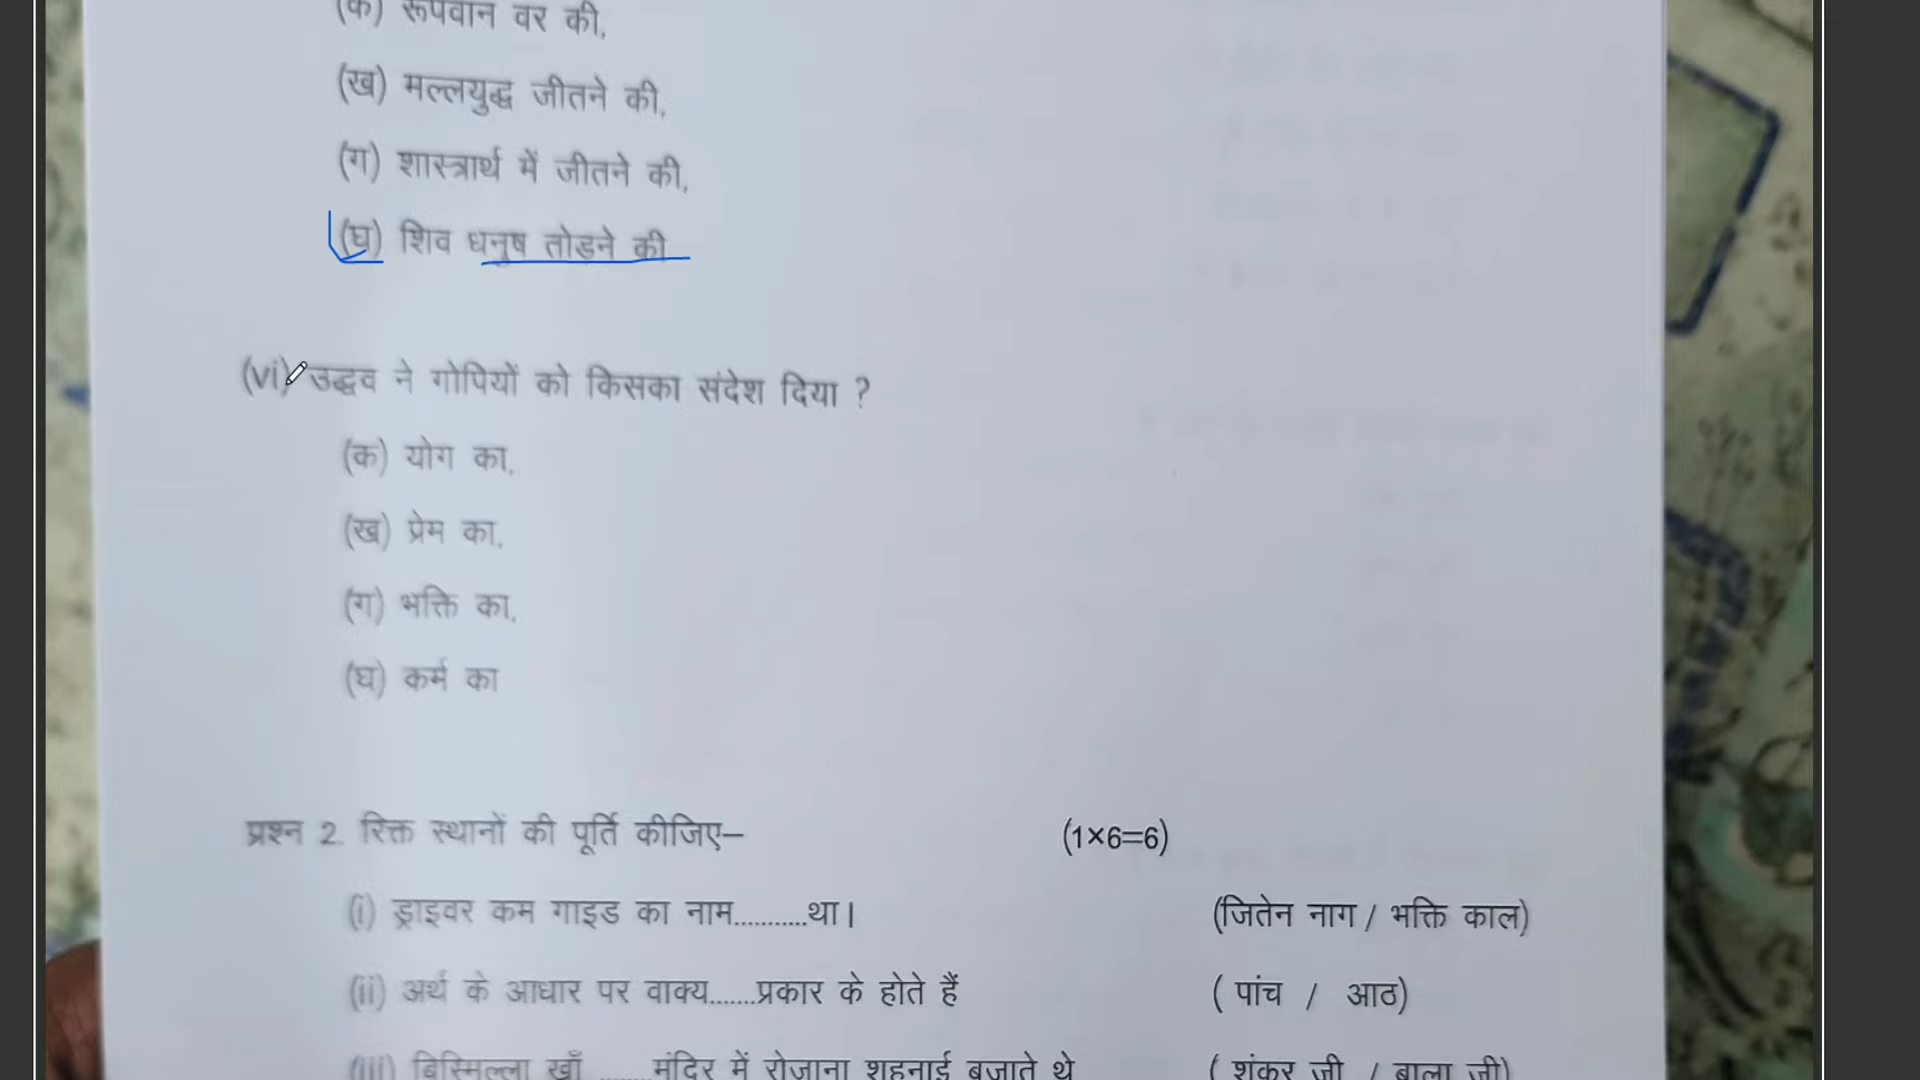 (क) रूपवान वर की,
(ख) मल्लयुद्ध जीतने की,
(ग) शास्त्रार्थ में जीतने की,
(घ) शिव धनुष तोड़ने की
(vi) उद्धव ने गोपियों को किसका संदेश दिया ?
(क) योग का,
(ख) प्रेम का,
(ग) भक्ति का,
(घ) कर्म का
प्रश्न 2. रिक्त स्थानों की पूर्ति कीजिए– (1×6=6)
(i) ड्राइवर कम गाइड का नाम..........था। (जितेन नाग / भक्ति काल)
(ii) अर्थ के आधार पर वाक्य.......प्रकार के होते हैं ( पांच / आठ)
(iii) बिस्मिल्ला खाँ .......मंदिर में रोजाना शहनाई बजाते थे ( शंकर जी / बाला जी)